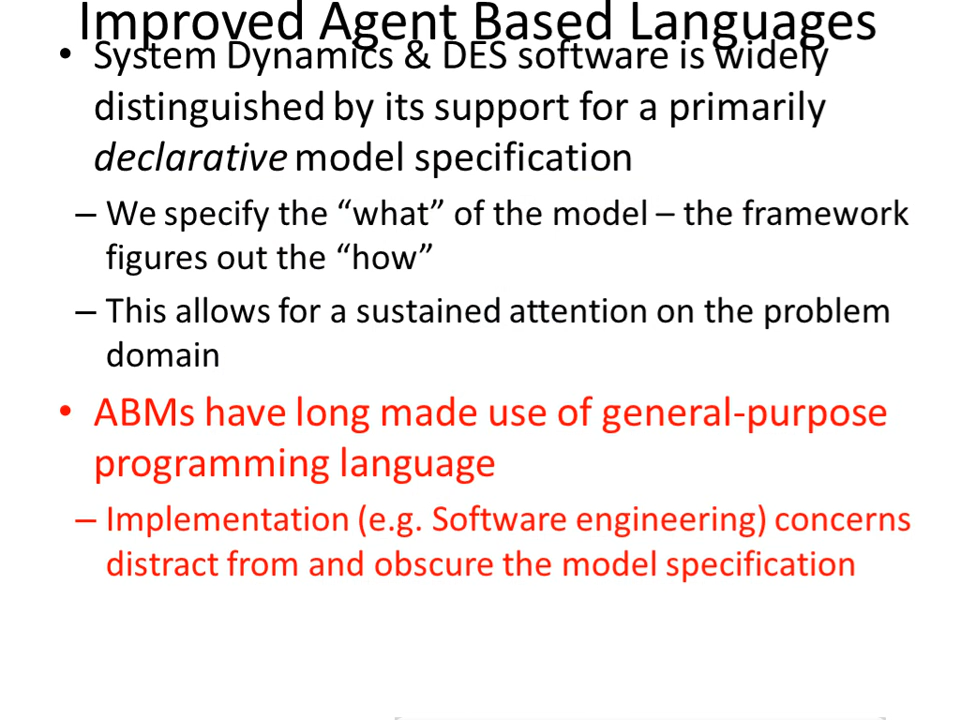 Improved Agent Based Languages
• System Dynamics & DES software is widely
distinguished by its support for a primarily
declarative model specification
– We specify the “what” of the model – the framework
figures out the “how”
– This allows for a sustained attention on the problem
domain
• ABMs have long made use of general-purpose
programming language
– Implementation (e.g. Software engineering) concerns
distract from and obscure the model specification